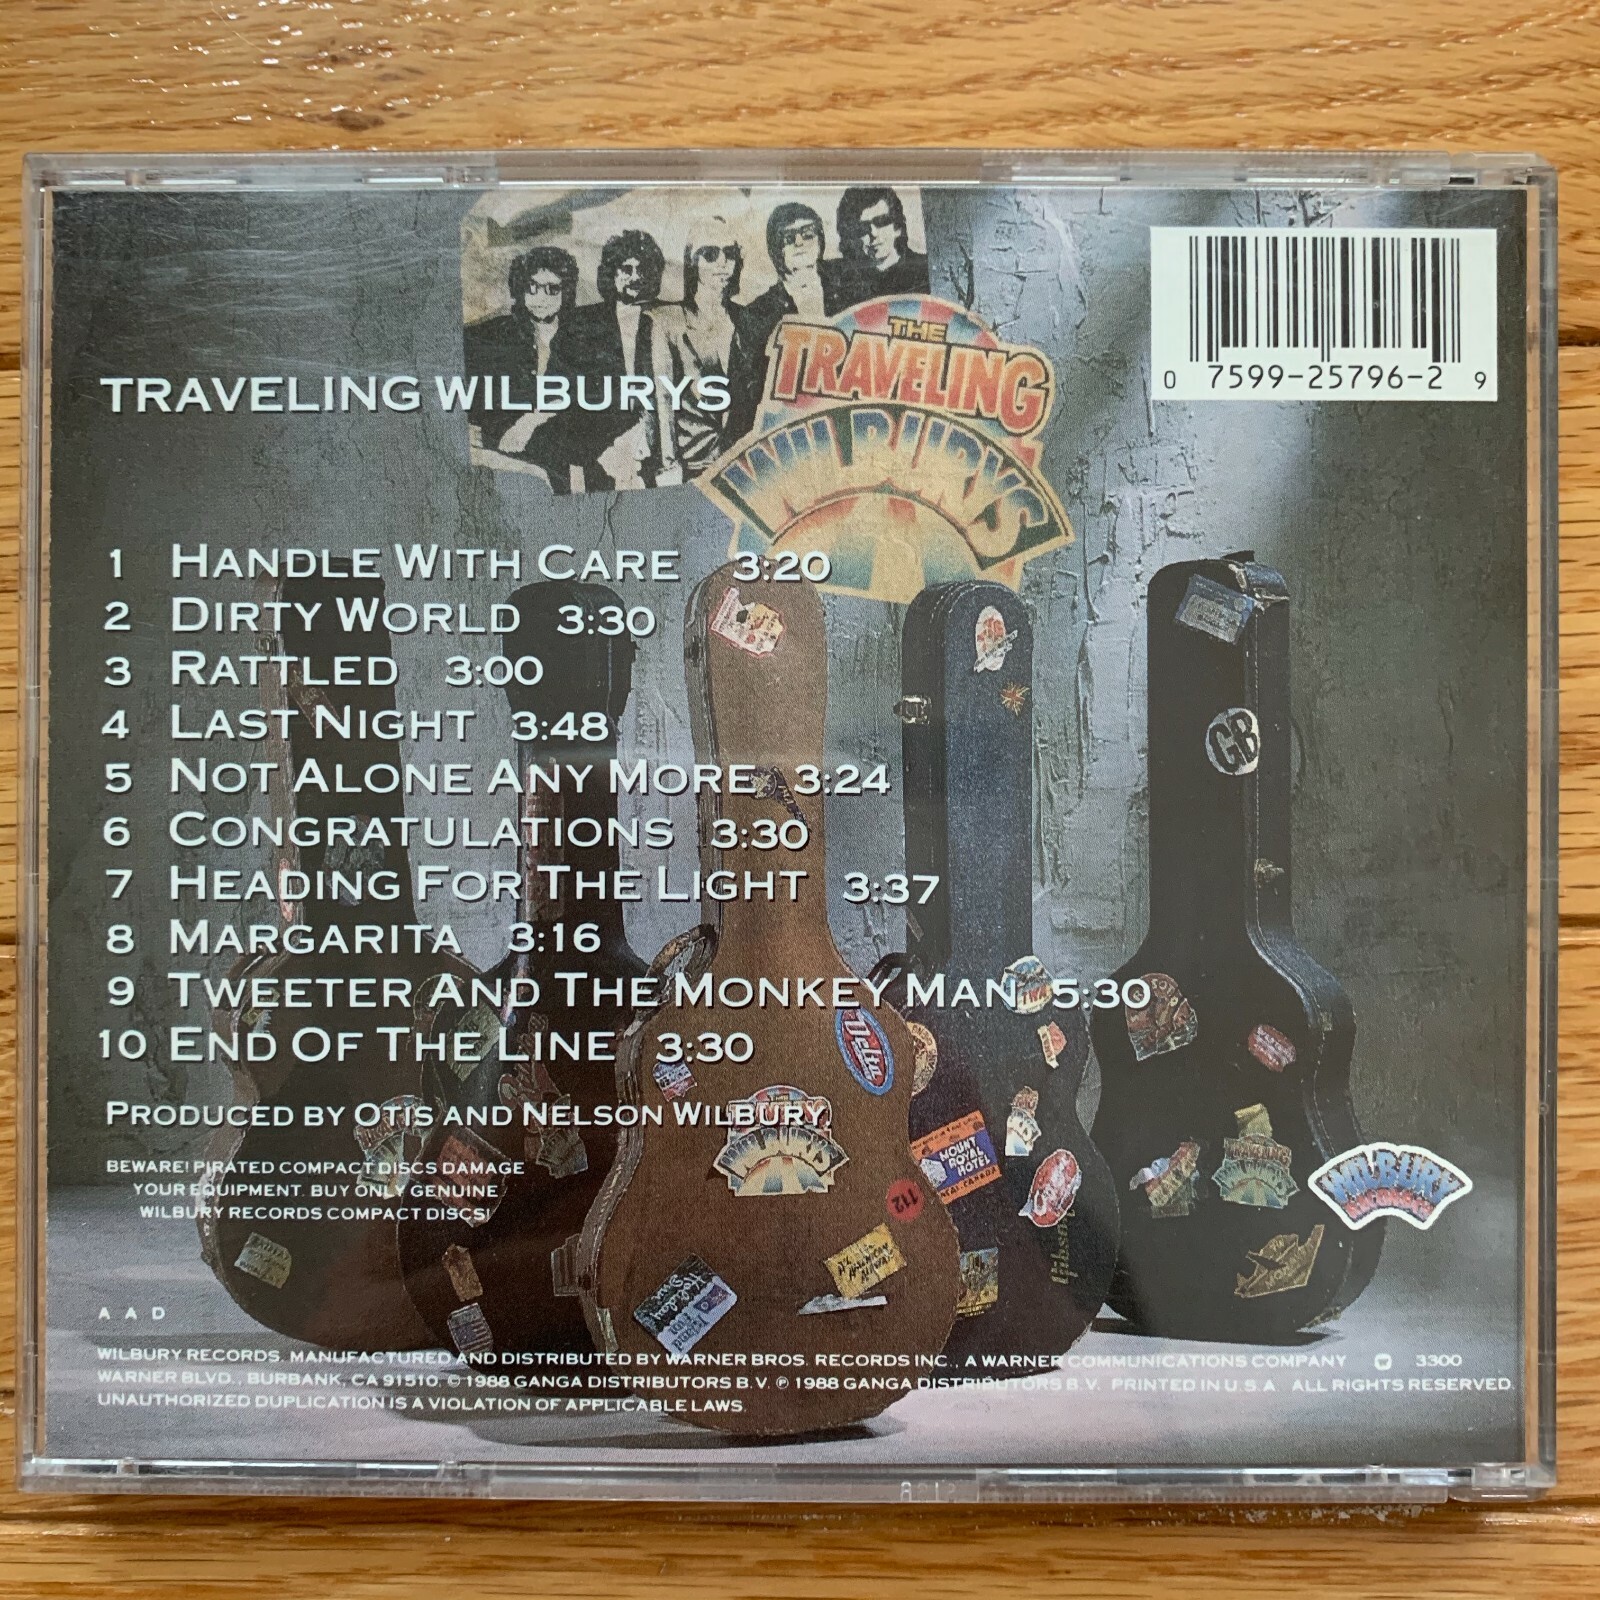 THE
TRAVELING
WILBURYS
TRAVELING WILBURYS
0 7599-25796-2 9
1 HANDLE WITH CARE 3:20
2 DIRTY WORLD 3:30
3 RATTLED 3:00
4 LAST NIGHT 3:48
5 NOT ALONE ANY MORE 3:24
6 CONGRATULATIONS 3:30
7 HEADING FOR THE LIGHT 3:37
8 MARGARITA 3:16
9 TWEETER AND THE MONKEY MAN 5:30
10 END OF THE LINE 3:30
PRODUCED BY OTIS AND NELSON WILBURY
BEWARE! PIRATED COMPACT DISCS DAMAGE
YOUR EQUIPMENT. BUY ONLY GENUINE
WILBURY RECORDS COMPACT DISCS!
A A D
WILBURY RECORDS. MANUFACTURED AND DISTRIBUTED BY WARNER BROS. RECORDS INC., A WARNER COMMUNICATIONS COMPANY 3300
WARNER BLVD., BURBANK, CA 91510. © 1988 GANGA DISTRIBUTORS B.V. ℗ 1988 GANGA DISTRIBUTORS B.V. PRINTED IN U.S.A. ALL RIGHTS RESERVED.
UNAUTHORIZED DUPLICATION IS A VIOLATION OF APPLICABLE LAWS.
WILBURY
RECORDS
GB
TWA
Delta
THE
WILBURYS
MOUNT
ROYAL
HOTEL
112
Holiday
Island
Gibson